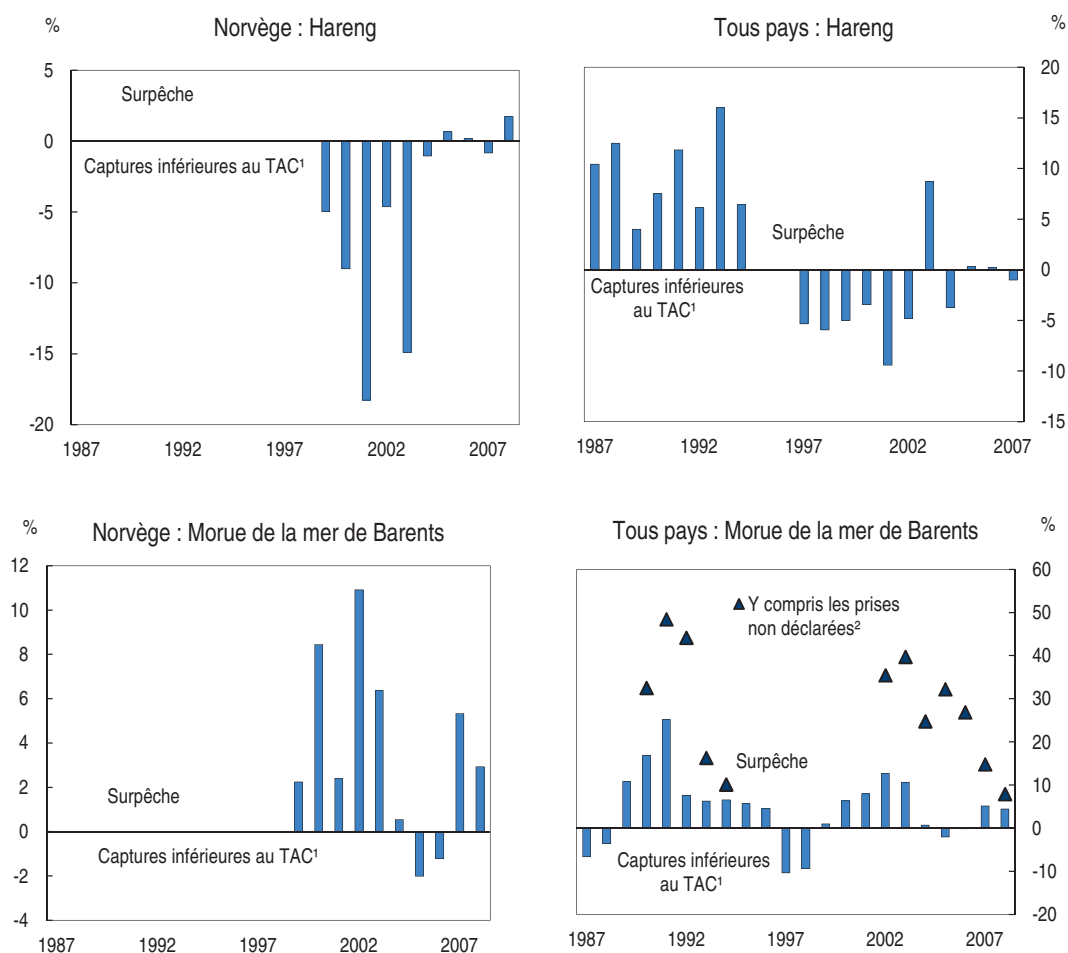 %
Norvège : Hareng
5
Surpêche
0
Captures inférieures au TAC¹
-5
-10
-15
-20
1987 1992 1997 2002 2007
Tous pays : Hareng
%
20
15
10
5
Surpêche
0
Captures inférieures
au TAC¹
-5
-10
-15
1987 1992 1997 2002 2007
%
Norvège : Morue de la mer de Barents
12
10
8
6
4
2
Surpêche
0
Captures inférieures au TAC¹
-2
-4
1987 1992 1997 2002 2007
Tous pays : Morue de la mer de Barents
%
60
Y compris les prises
non déclarées²
50
40
30
20
Surpêche
10
0
Captures inférieures
au TAC¹
-10
-20
1987 1992 1997 2002 2007